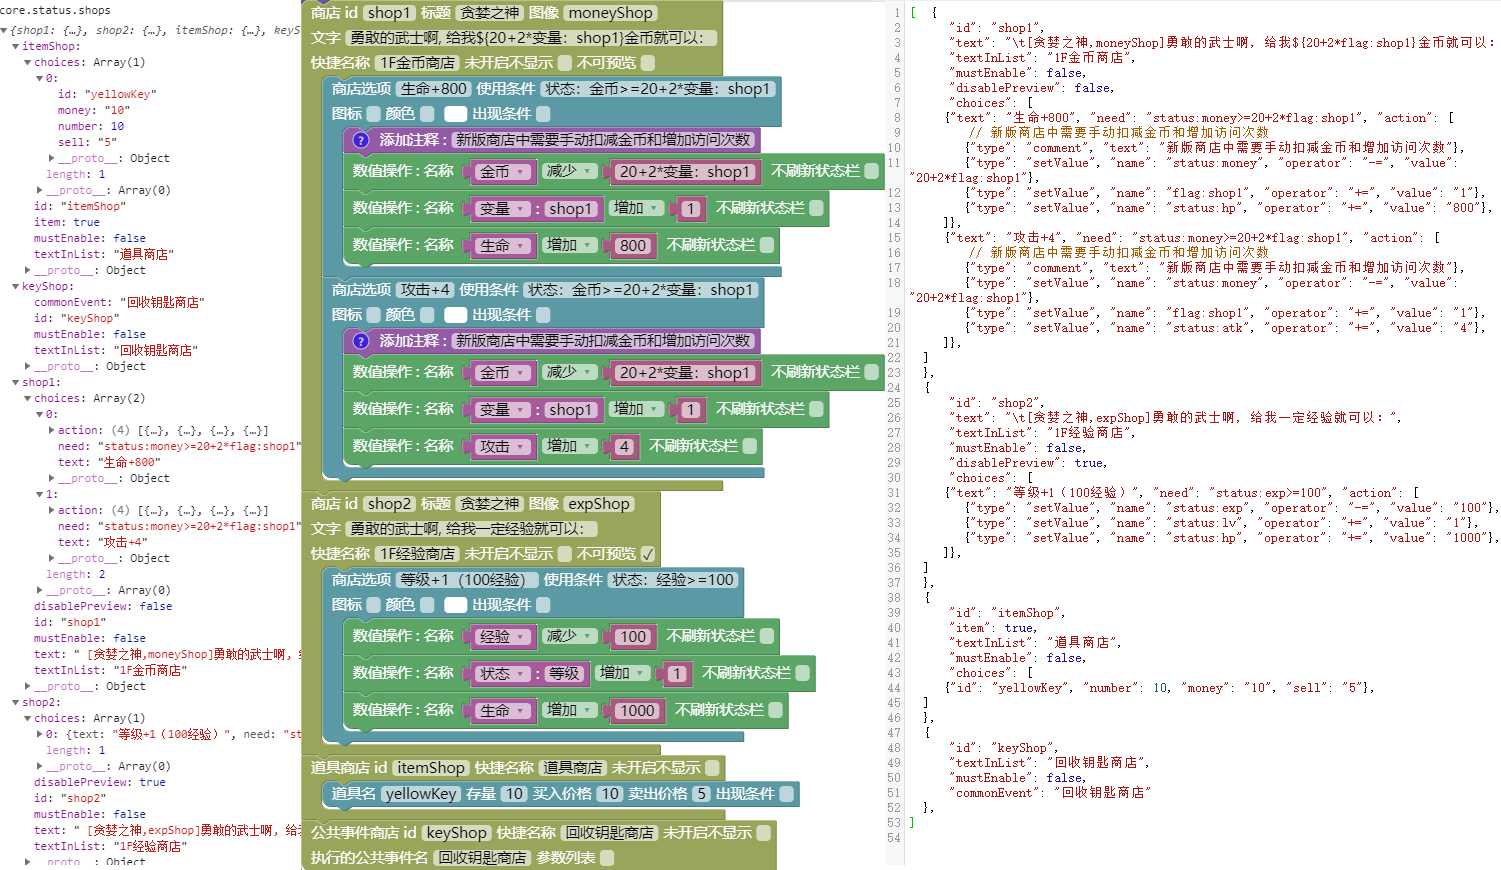 core.status.shops
▼{shop1: {…}, shop2: {…}, itemShop: {…}, keyS
▼itemShop:
▼choices: Array(1)
▼0:
id: "yellowKey"
money: "10"
number: 10
sell: "5"
▶__proto__: Object
length: 1
▶__proto__: Array(0)
id: "itemShop"
item: true
mustEnable: false
textInList: "道具商店"
▶__proto__: Object
▼keyShop:
commonEvent: "回收钥匙商店"
id: "keyShop"
mustEnable: false
textInList: "回收钥匙商店"
▶__proto__: Object
▼shop1:
▼choices: Array(2)
▼0:
▶action: (4) [{…}, {…}, {…}, {…}]
need: "status:money>=20+2*flag:shop1"
text: "生命+800"
▶__proto__: Object
▼1:
▶action: (4) [{…}, {…}, {…}, {…}]
need: "status:money>=20+2*flag:shop1"
text: "攻击+4"
▶__proto__: Object
length: 2
▶__proto__: Array(0)
disablePreview: false
id: "shop1"
mustEnable: false
text: " [贪婪之神,moneyShop]勇敢的武士啊，给
textInList: "1F金币商店"
▶__proto__: Object
▼shop2:
▼choices: Array(1)
▶0: {text: "等级+1（100经验）", need: "st
length: 1
▶__proto__: Array(0)
disablePreview: true
id: "shop2"
mustEnable: false
text: " [贪婪之神,expShop]勇敢的武士啊，给我
textInList: "1F经验商店"
▶__proto__: Object
商店 id shop1 标题 贪婪之神 图像 moneyShop
文字 勇敢的武士啊, 给我${20+2*变量：shop1}金币就可以：
快捷名称 1F金币商店 未开启不显示 不可预览
商店选项 生命+800 使用条件 状态：金币>=20+2*变量：shop1
图标 颜色 出现条件
? 添加注释 : 新版商店中需要手动扣减金币和增加访问次数
数值操作 : 名称 金币 减少 20+2*变量：shop1 不刷新状态栏
数值操作 : 名称 变量 : shop1 增加 1 不刷新状态栏
数值操作 : 名称 生命 增加 800 不刷新状态栏
商店选项 攻击+4 使用条件 状态：金币>=20+2*变量：shop1
图标 颜色 出现条件
? 添加注释 : 新版商店中需要手动扣减金币和增加访问次数
数值操作 : 名称 金币 减少 20+2*变量：shop1 不刷新状态栏
数值操作 : 名称 变量 : shop1 增加 1 不刷新状态栏
数值操作 : 名称 攻击 增加 4 不刷新状态栏
商店 id shop2 标题 贪婪之神 图像 expShop
文字 勇敢的武士啊, 给我一定经验就可以：
快捷名称 1F经验商店 未开启不显示 不可预览 ✓
商店选项 等级+1（100经验） 使用条件 状态：经验>=100
图标 颜色 出现条件
数值操作 : 名称 经验 减少 100 不刷新状态栏
数值操作 : 名称 状态 : 等级 增加 1 不刷新状态栏
数值操作 : 名称 生命 增加 1000 不刷新状态栏
道具商店 id itemShop 快捷名称 道具商店 未开启不显示
道具名 yellowKey 存量 10 买入价格 10 卖出价格 5 出现条件
公共事件商店 id keyShop 快捷名称 回收钥匙商店 未开启不显示
执行的公共事件名 回收钥匙商店 参数列表
1 [ {
2 "id": "shop1",
3 "text": "\t[贪婪之神,moneyShop]勇敢的武士啊, 给我${20+2*flag:shop1}金币就可以：
4 "textInList": "1F金币商店",
5 "mustEnable": false,
6 "disablePreview": false,
7 "choices": [
8 {"text": "生命+800", "need": "status:money>=20+2*flag:shop1", "action": [
9 // 新版商店中需要手动扣减金币和增加访问次数
10 {"type": "comment", "text": "新版商店中需要手动扣减金币和增加访问次数"},
11 {"type": "setValue", "name": "status:money", "operator": "-=", "value":
"20+2*flag:shop1"},
12 {"type": "setValue", "name": "flag:shop1", "operator": "+=", "value": "1"},
13 {"type": "setValue", "name": "status:hp", "operator": "+=", "value": "800"},
14 ]},
15 {"text": "攻击+4", "need": "status:money>=20+2*flag:shop1", "action": [
16 // 新版商店中需要手动扣减金币和增加访问次数
17 {"type": "comment", "text": "新版商店中需要手动扣减金币和增加访问次数"},
18 {"type": "setValue", "name": "status:money", "operator": "-=", "value":
"20+2*flag:shop1"},
19 {"type": "setValue", "name": "flag:shop1", "operator": "+=", "value": "1"},
20 {"type": "setValue", "name": "status:atk", "operator": "+=", "value": "4"},
21 ]},
22 ]
23 },
24 {
25 "id": "shop2",
26 "text": "\t[贪婪之神,expShop]勇敢的武士啊, 给我一定经验就可以：",
27 "textInList": "1F经验商店",
28 "mustEnable": false,
29 "disablePreview": true,
30 "choices": [
31 {"text": "等级+1（100经验）", "need": "status:exp>=100", "action": [
32 {"type": "setValue", "name": "status:exp", "operator": "-=", "value": "100"},
33 {"type": "setValue", "name": "status:lv", "operator": "+=", "value": "1"},
34 {"type": "setValue", "name": "status:hp", "operator": "+=", "value": "1000"},
35 ]},
36 ]
37 },
38 {
39 "id": "itemShop",
40 "item": true,
41 "textInList": "道具商店",
42 "mustEnable": false,
43 "choices": [
44 {"id": "yellowKey", "number": 10, "money": "10", "sell": "5"},
45 ]
46 },
47 {
48 "id": "keyShop",
49 "textInList": "回收钥匙商店",
50 "mustEnable": false,
51 "commonEvent": "回收钥匙商店"
52 },
53 ]
54